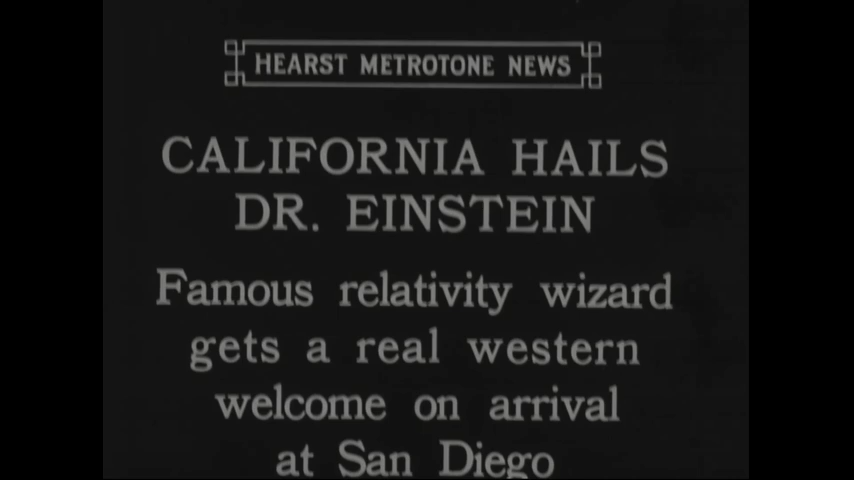 HEARST METROTONE NEWS
CALIFORNIA HAILS
DR. EINSTEIN
Famous relativity wizard
gets a real western
welcome on arrival
at San Diego